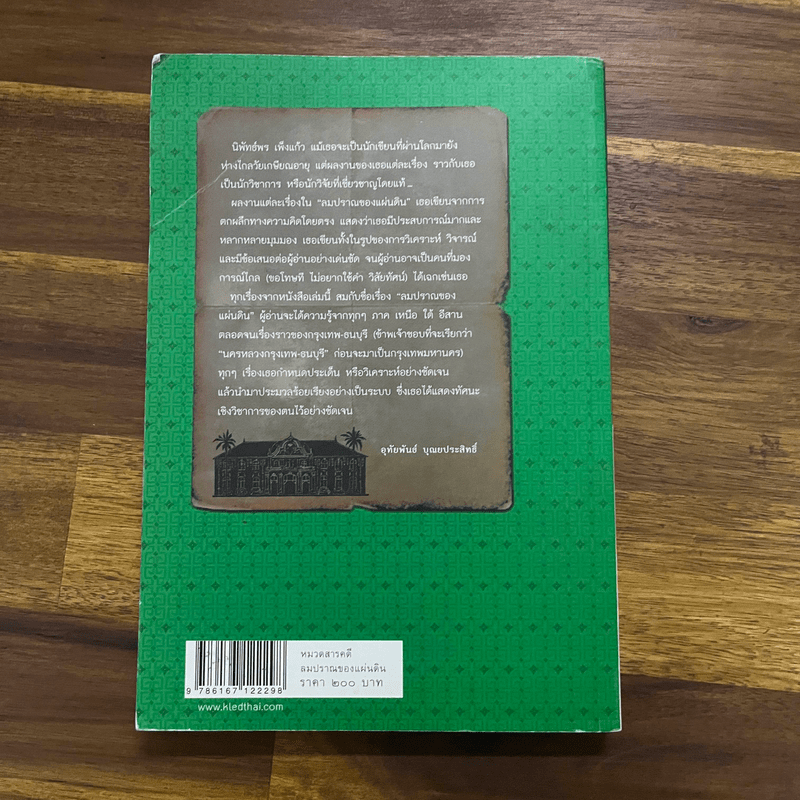 นิพัทธ์พร เพ็งแก้ว แม้เธอจะเป็นนักเขียนที่ผ่านโลกมายัง
ห่างไกลวัยเกษียณอายุ แต่ผลงานของเธอแต่ละเรื่อง ราวกับเธอ
เป็นนักวิชาการ หรือนักวิจัยที่เชี่ยวชาญโดยแท้ ...
ผลงานแต่ละเรื่องใน “ลมปราณของแผ่นดิน” เธอเขียนจากการ
ตกผลึกทางความคิดโดยตรง แสดงว่าเธอมีประสบการณ์มากและ
หลากหลายมุมมอง เธอเขียนทั้งในรูปของการวิเคราะห์ วิจารณ์
และมีข้อเสนอต่อผู้อ่านอย่างเด่นชัด จนผู้อ่านอาจเป็นคนที่มอง
การณ์ไกล (ขอโทษที ไม่อยากใช้คำ วิสัยทัศน์) ได้เฉกเช่นเธอ
ทุกเรื่องจากหนังสือเล่มนี้ สมกับชื่อเรื่อง “ลมปราณของ
แผ่นดิน” ผู้อ่านจะได้ความรู้จากทุกๆ ภาค เหนือ ใต้ อีสาน
ตลอดจนเรื่องราวของกรุงเทพ-ธนบุรี (ข้าพเจ้าชอบที่จะเรียกว่า
“นครหลวงกรุงเทพ-ธนบุรี” ก่อนจะมาเป็นกรุงเทพมหานคร)
ทุกๆ เรื่องเธอกำหนดประเด็น หรือวิเคราะห์อย่างชัดเจน
แล้วนำมาประมวลร้อยเรียงอย่างเป็นระบบ ซึ่งเธอได้แสดงทัศนะ
เชิงวิชาการของตนไว้อย่างชัดเจน
อุทัยพันธ์ บุณยประสิทธิ์
หมวดสารคดี
ลมปราณของแผ่นดิน
ราคา ๒๐๐ บาท
9 786167 122298
www.kledthai.com